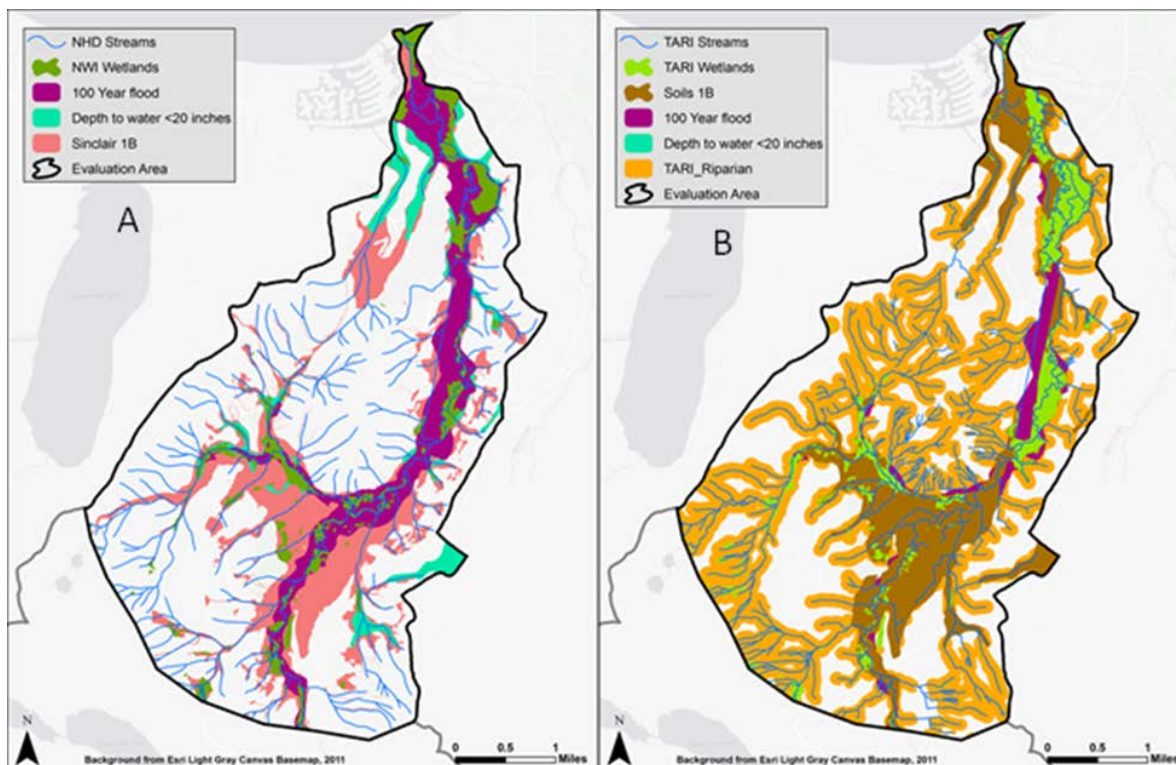 NHD Streams
NWI Wetlands
100 Year flood
Depth to water <20 inches
Sinclair 1B
Evaluation Area
A
N
Background from Esri Light Gray Canvas Basemap, 2011
0 0.5 1
Miles
TARI Streams
TARI Wetlands
Soils 1B
100 Year flood
Depth to water <20 inches
TARI_Riparian
Evaluation Area
B
N
Background from Esri Light Gray Canvas Basemap, 2011
0 0.5 1
Miles